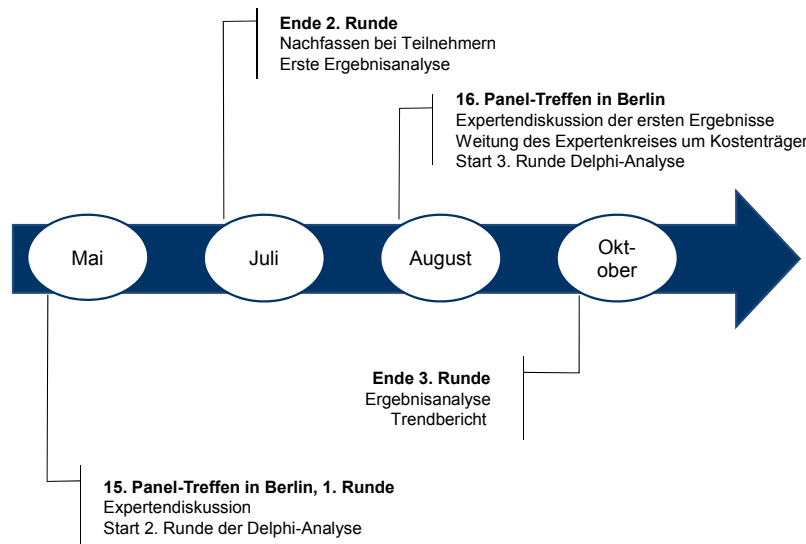 Ende 2. Runde
Nachfassen bei Teilnehmern
Erste Ergebnisanalyse
16. Panel-Treffen in Berlin
Expertendiskussion der ersten Ergebnisse
Weitung des Expertenkreises um Kostenträger
Start 3. Runde Delphi-Analyse
Mai
Juli
August
Okt-
ober
Ende 3. Runde
Ergebnisanalyse
Trendbericht
15. Panel-Treffen in Berlin, 1. Runde
Expertendiskussion
Start 2. Runde der Delphi-Analyse